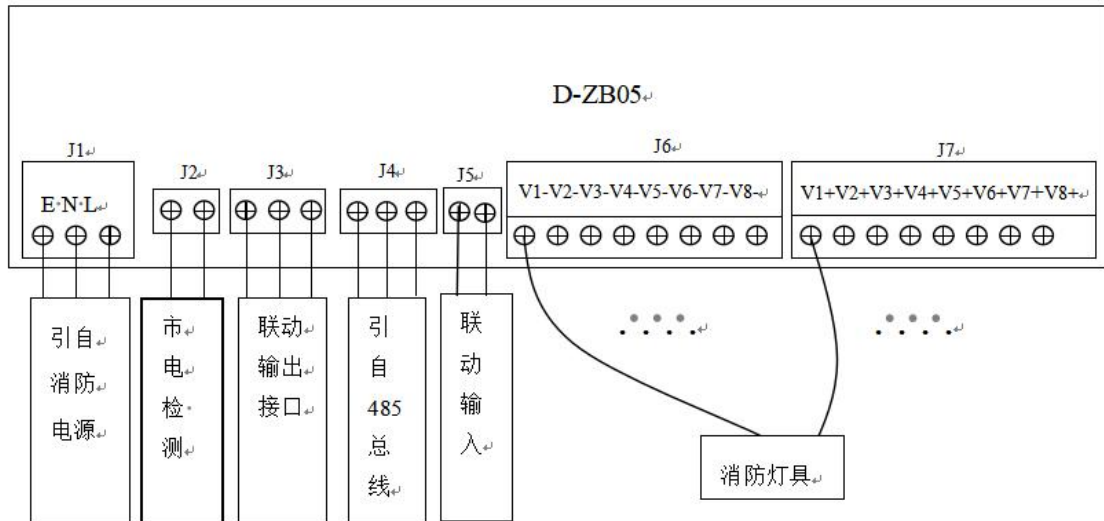 D-ZB05
J1
J2
J3
J4
J5
J6
J7
E·N·L
V1-V2-V3-V4-V5-V6-V7-V8-
V1+V2+V3+V4+V5+V6+V7+V8+
引自
消防
电源
市
电
检
测
联动
输出
接口
引
自
485
总
线
联
动
输
入
消防灯具